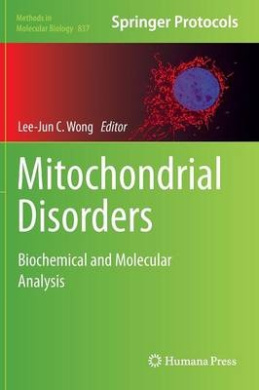 Methods in
Molecular Biology 837
Springer Protocols
Lee-Jun C. Wong Editor
Mitochondrial
Disorders
Biochemical and Molecular
Analysis
Humana Press